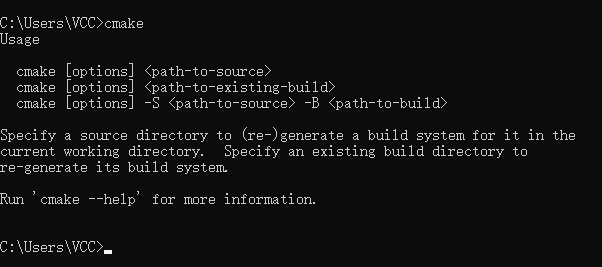 C:\Users\VCC>cmake
Usage
cmake [options] <path-to-source>
cmake [options] <path-to-existing-build>
cmake [options] -S <path-to-source> -B <path-to-build>
Specify a source directory to (re-)generate a build system for it in the
current working directory.  Specify an existing build directory to
re-generate its build system.
Run 'cmake --help' for more information.
C:\Users\VCC>